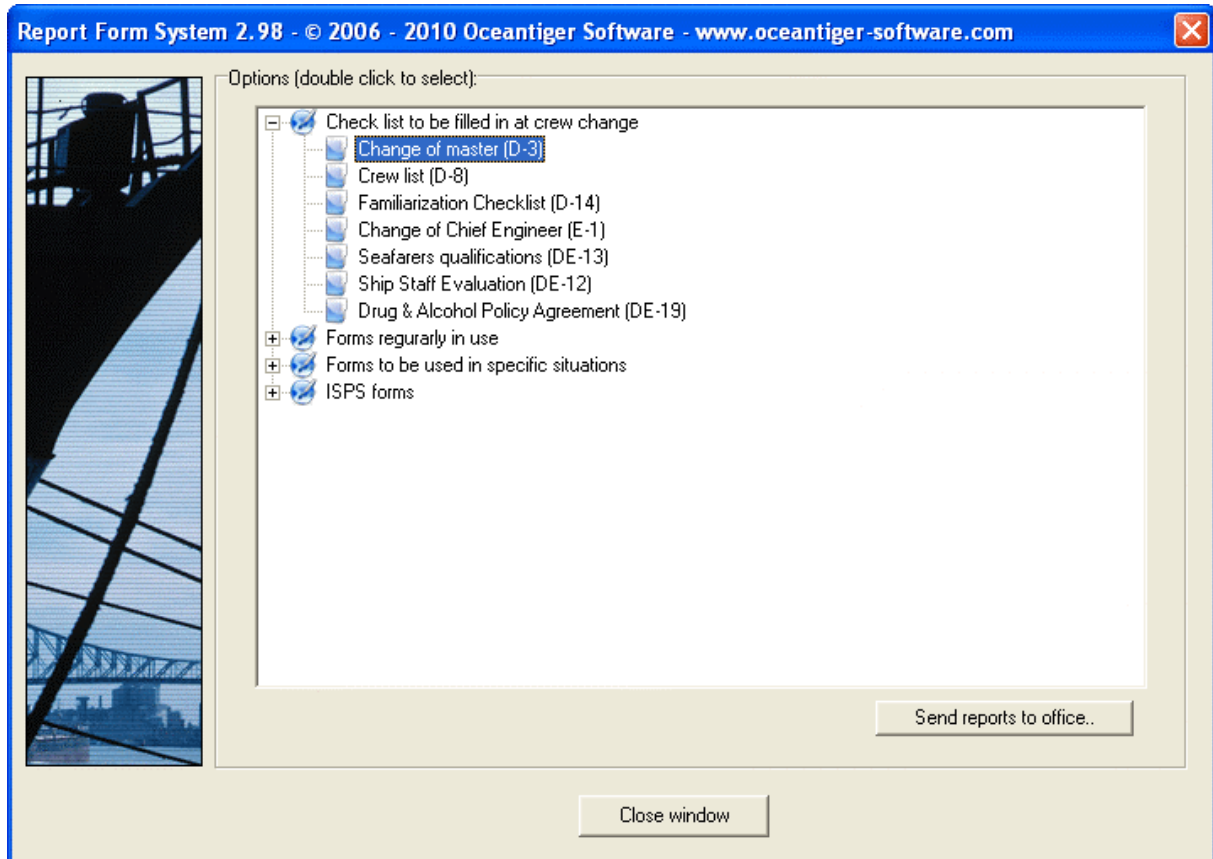 Report Form System 2.98 - © 2006 - 2010 Oceantiger Software - www.oceantiger-software.com
Options (double click to select):
Check list to be filled in at crew change
Change of master (D-3)
Crew list (D-8)
Familiarization Checklist (D-14)
Change of Chief Engineer (E-1)
Seafarers qualifications (DE-13)
Ship Staff Evaluation (DE-12)
Drug & Alcohol Policy Agreement (DE-19)
Forms regurarly in use
Forms to be used in specific situations
ISPS forms
Send reports to office..
Close window